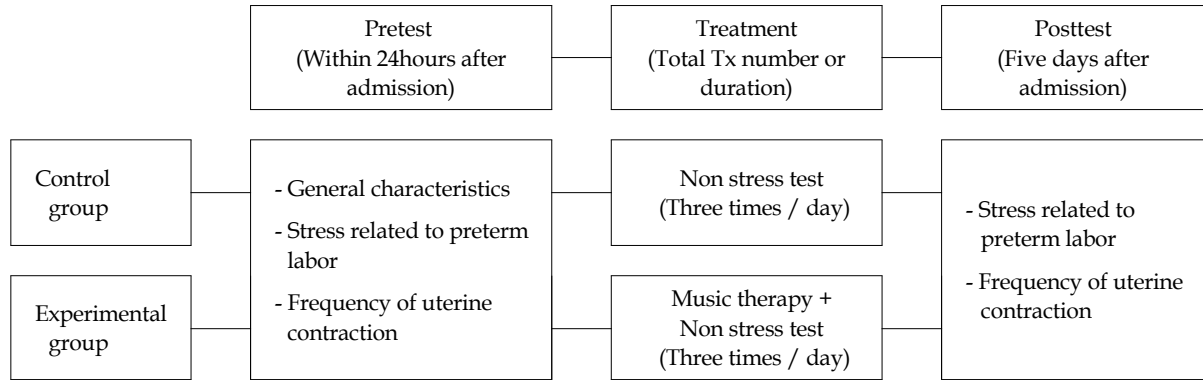 Pretest
(Within 24hours after
admission)
Treatment
(Total Tx number or
duration)
Posttest
(Five days after
admission)
Control
group
- General characteristics
- Stress related to preterm
labor
- Frequency of uterine
contraction
Non stress test
(Three times / day)
- Stress related to
preterm labor
- Frequency of uterine
contraction
Experimental
group
Music therapy +
Non stress test
(Three times / day)